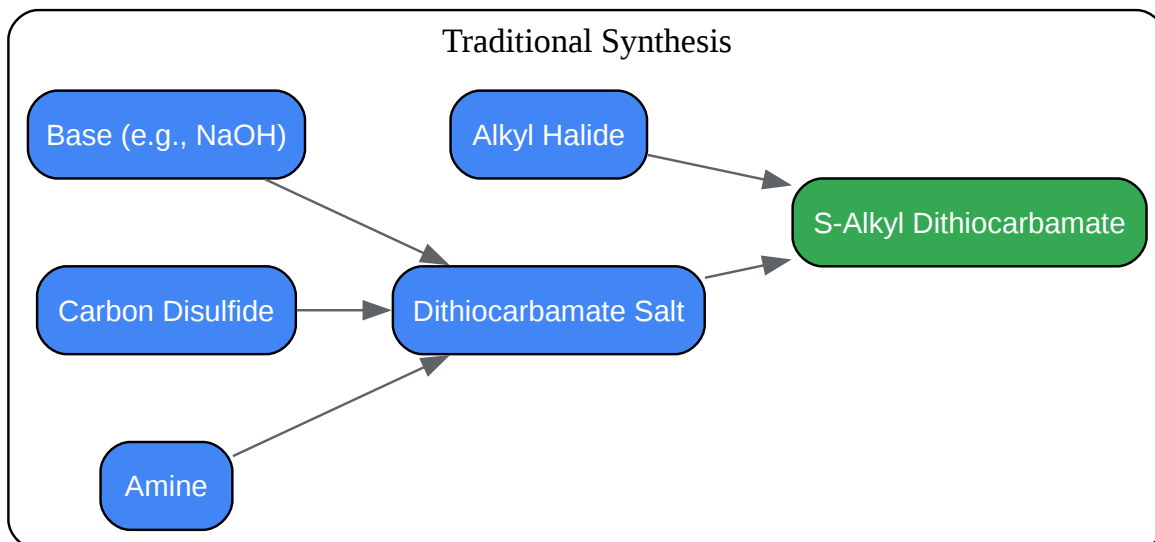 Traditional Synthesis
Base (e.g., NaOH)
Alkyl Halide
S-Alkyl Dithiocarbamate
Carbon Disulfide
Dithiocarbamate Salt
Amine